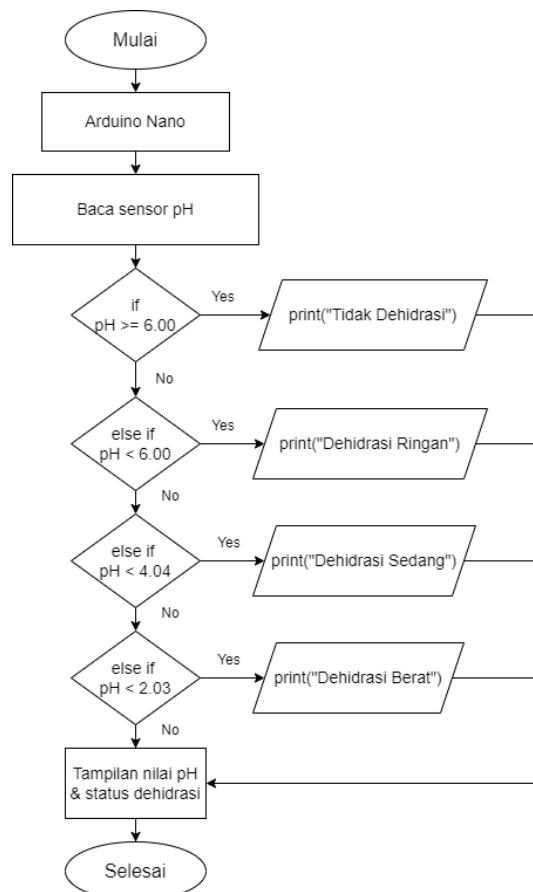 Mulai
Arduino Nano
Baca sensor pH
if
pH >= 6.00
Yes
print("Tidak Dehidrasi")
No
else if
pH < 6.00
Yes
print("Dehidrasi Ringan")
No
else if
pH < 4.04
Yes
print("Dehidrasi Sedang")
No
else if
pH < 2.03
Yes
print("Dehidrasi Berat")
No
Tampilan nilai pH
& status dehidrasi
Selesai